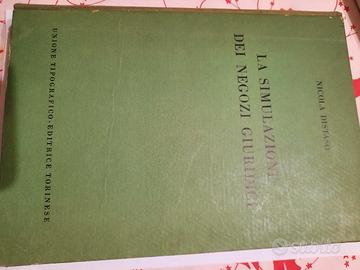 NICOLA DISTASO
LA SIMULAZIONE
DEI NEGOZI GIURIDICI
UNIONE TIPOGRAFICO-EDITRICE TORINESE
subito